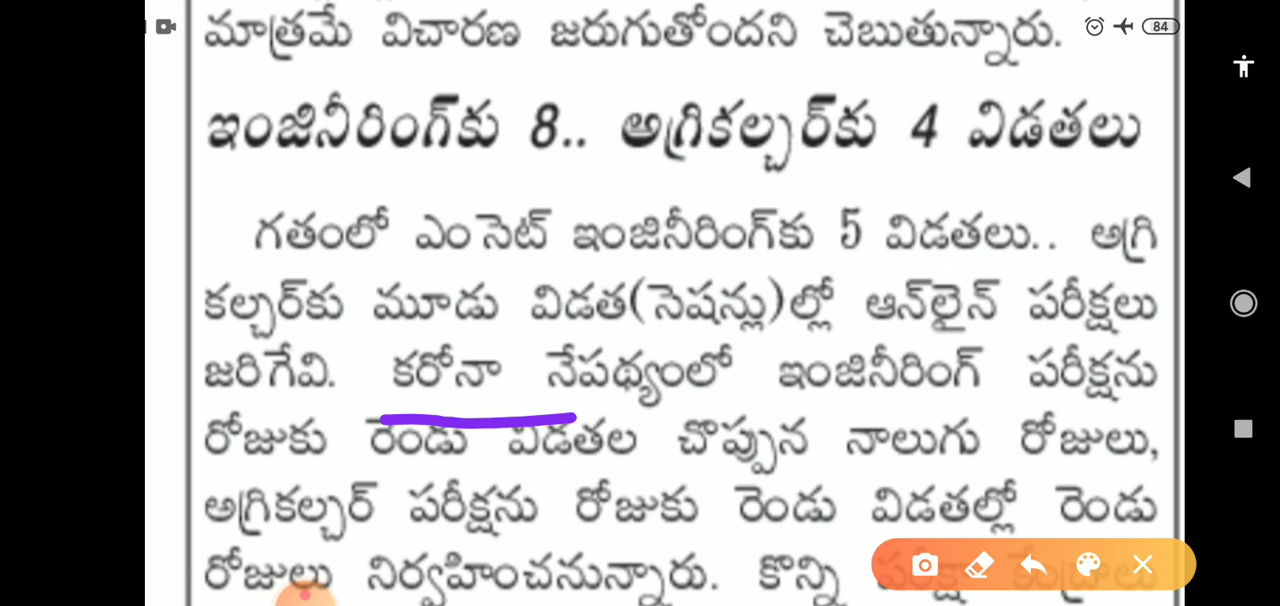 మాత్రమే విచారణ జరుగుతోందని చెబుతున్నారు.
84
ఇంజినీరింగ్‌కు 8.. అగ్రికల్చర్‌కు 4 విడతలు
గతంలో ఎంసెట్ ఇంజినీరింగ్‌కు 5 విడతలు.. అగ్రి
కల్చర్‌కు మూడు విడత(సెషన్లు)ల్లో ఆన్‌లైన్ పరీక్షలు
జరిగేవి. కరోనా నేపథ్యంలో ఇంజినీరింగ్ పరీక్షను
రోజుకు రెండు విడతల చొప్పున నాలుగు రోజులు,
అగ్రికల్చర్ పరీక్షను రోజుకు రెండు విడతల్లో రెండు
రోజులు నిర్వహించనున్నారు. కొన్ని